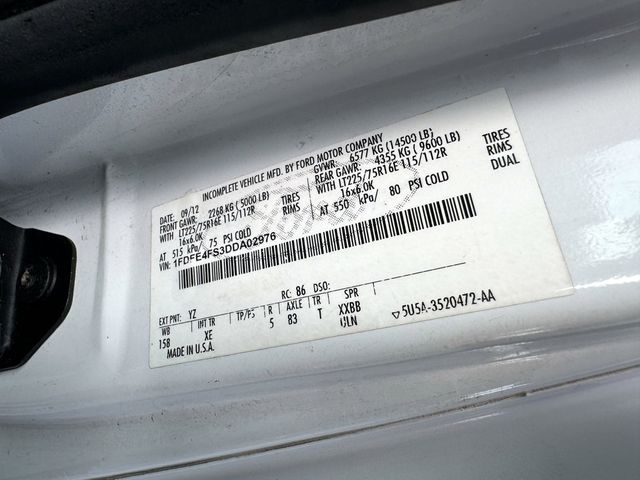 INCOMPLETE VEHICLE MFD. BY FORD MOTOR COMPANY
DATE: 09/12 GVWR: 6577 KG (14500 LB)
FRONT GAWR: 2268 KG (5000 LB) REAR GAWR: 4355 KG ( 9600 LB)
WITH LT225/75R16E 115/112R TIRES WITH LT225/75R16E 115/112R TIRES
16x6.0K RIMS 16x6.0K RIMS
AT 515 kPa/ 75 PSI COLD AT 550 kPa/ 80 PSI COLD DUAL
VIN: 1FDFE4FS3DDA02976
EXT PNT: YZ RC: 86 DSO:
WB INT TR TP/PS R AXLE TR SPR
158 XE 5 83 T XXBB
MADE IN U.S.A. 5U5A-3520472-AA